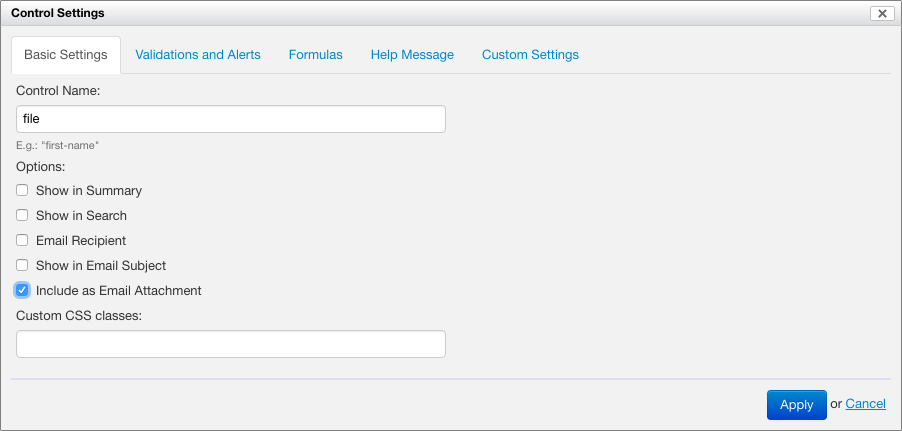 Control Settings
Basic Settings Validations and Alerts Formulas Help Message Custom Settings
Control Name:
file
E.g.: "first-name"
Options:
Show in Summary
Show in Search
Email Recipient
Show in Email Subject
Include as Email Attachment
Custom CSS classes:
Apply or Cancel